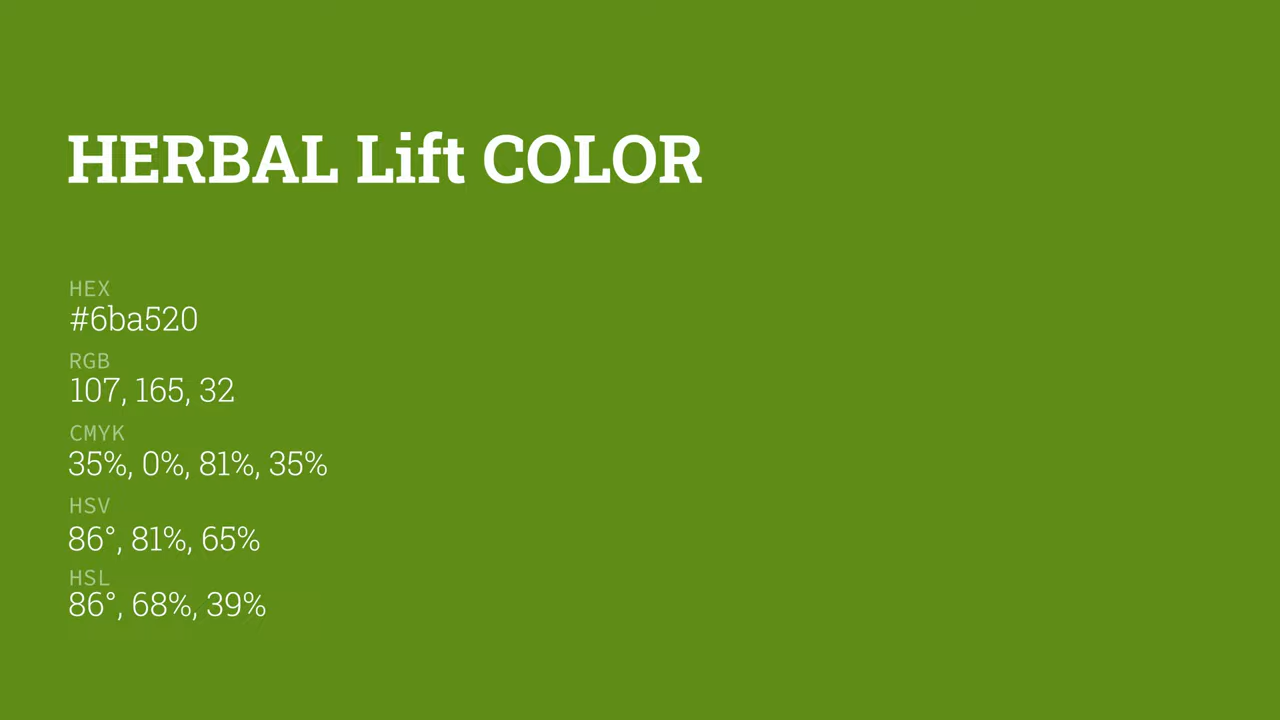 HERBAL Lift COLOR
HEX
#6ba520
RGB
107, 165, 32
CMYK
35%, 0%, 81%, 35%
HSV
86°, 81%, 65%
HSL
86°, 68%, 39%